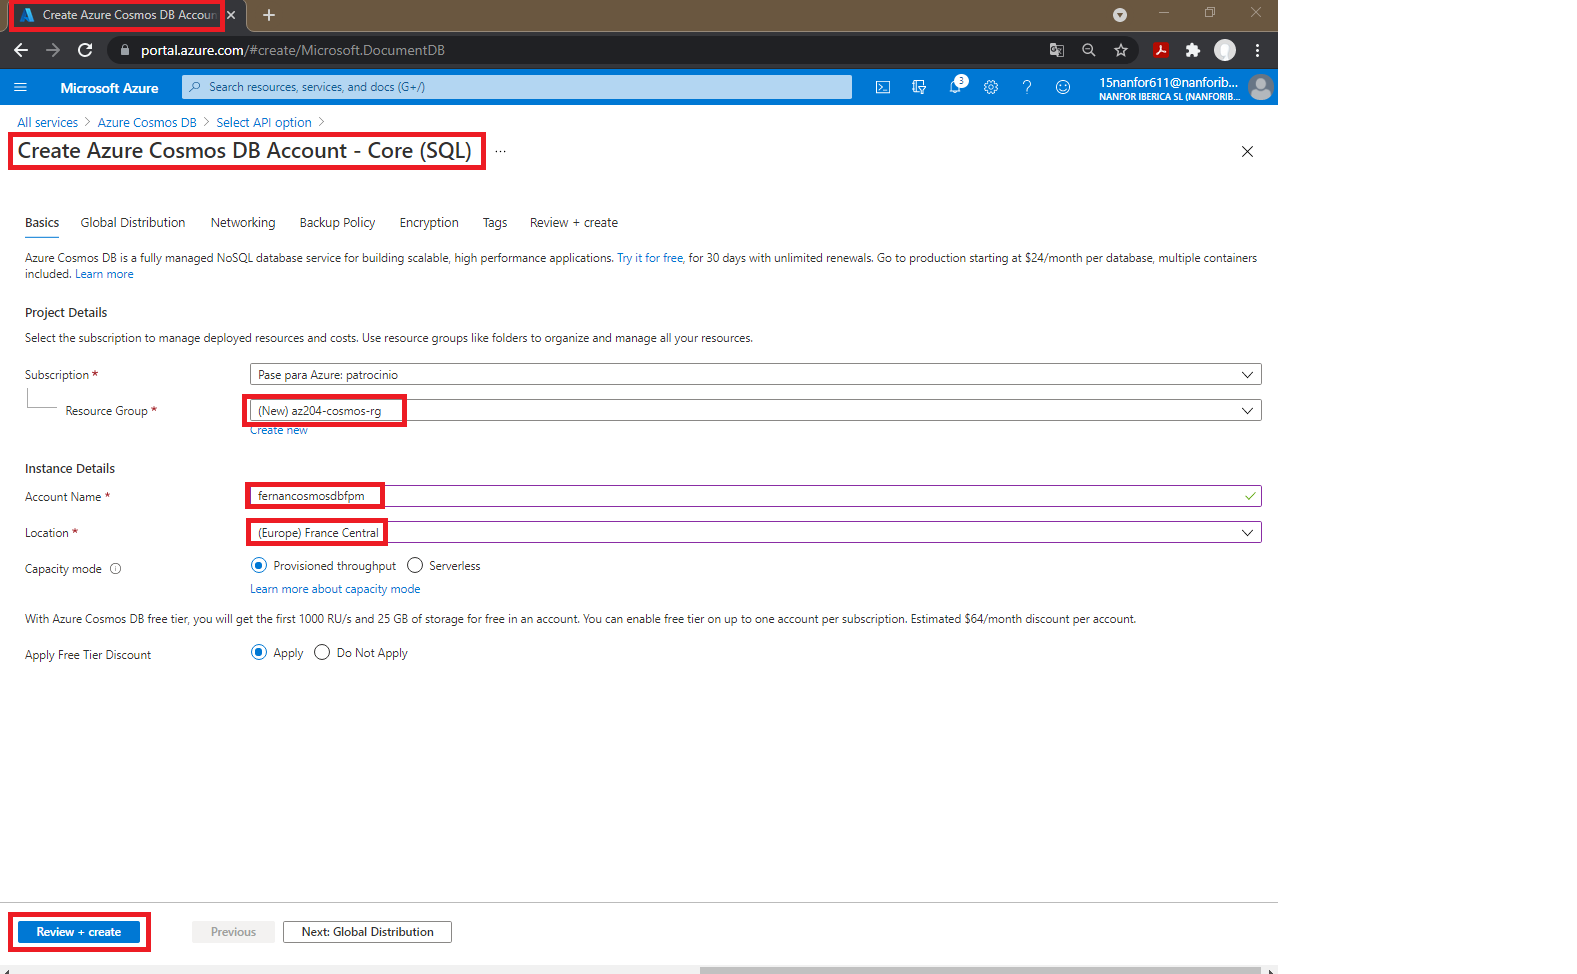 Create Azure Cosmos DB Accoun
portal.azure.com/#create/Microsoft.DocumentDB
Microsoft Azure
Search resources, services, and docs (G+/)
3
15nanfor611@nanforib...
NANFOR IBERICA SL (NANFORIB...
All services > Azure Cosmos DB > Select API option >
Create Azure Cosmos DB Account - Core (SQL) ...
Basics Global Distribution Networking Backup Policy Encryption Tags Review + create
Azure Cosmos DB is a fully managed NoSQL database service for building scalable, high performance applications. Try it for free, for 30 days with unlimited renewals. Go to production starting at $24/month per database, multiple containers
included. Learn more
Project Details
Select the subscription to manage deployed resources and costs. Use resource groups like folders to organize and manage all your resources.
Subscription * Pase para Azure: patrocinio
Resource Group * (New) az204-cosmos-rg
Create new
Instance Details
Account Name * fernancosmosdbfpm
Location * (Europe) France Central
Capacity mode Provisioned throughput Serverless
Learn more about capacity mode
With Azure Cosmos DB free tier, you will get the first 1000 RU/s and 25 GB of storage for free in an account. You can enable free tier on up to one account per subscription. Estimated $64/month discount per account.
Apply Free Tier Discount Apply Do Not Apply
Review + create Previous Next: Global Distribution